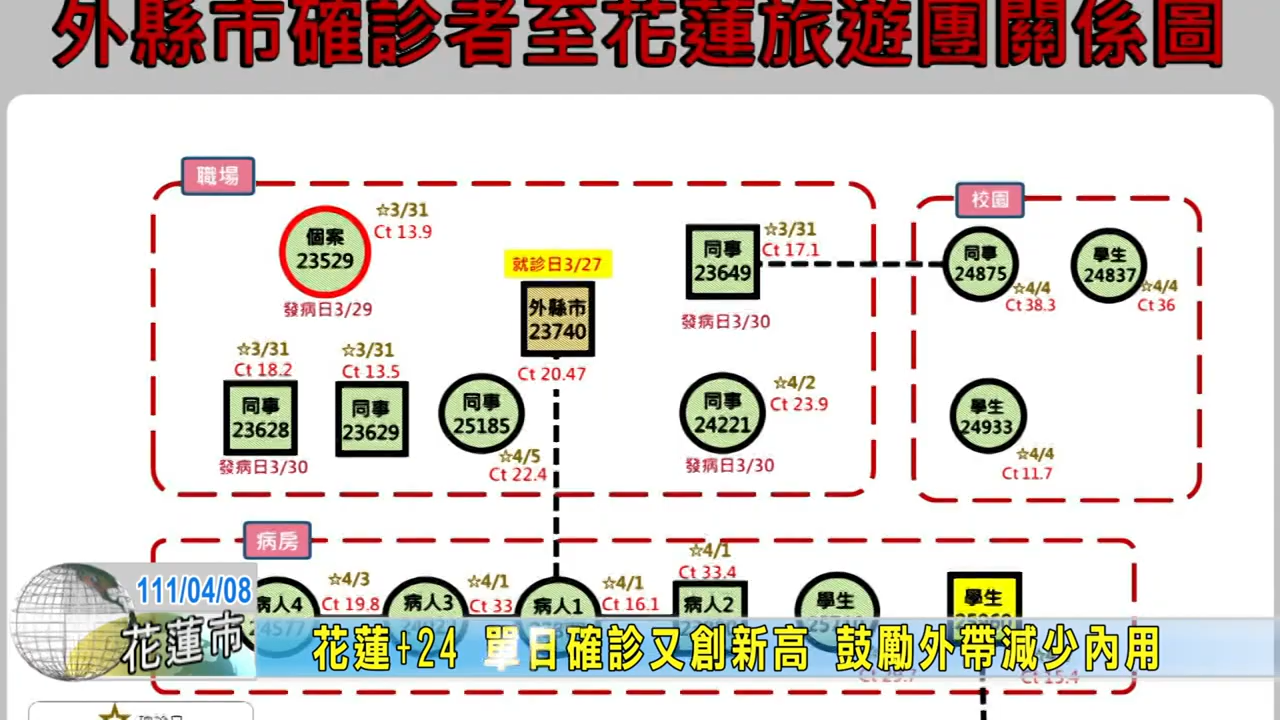 外縣市確診者至花蓮旅遊團關係圖
職場
校園
☆3/31
Ct 13.9
個案
23529
發病日3/29
就診日3/27
外縣市
23740
Ct 20.47
☆3/31
Ct 17.1
同事
23649
發病日3/30
同事
24875
☆4/4
Ct 38.3
學生
24837
☆4/4
Ct 36
☆3/31
Ct 18.2
同事
23628
發病日3/30
☆3/31
Ct 13.5
同事
23629
同事
25185
☆4/5
Ct 22.4
同事
24221
☆4/2
Ct 23.9
發病日3/30
學生
24933
☆4/4
Ct 11.7
病房
病人4
☆4/3
Ct 19.8
病人3
☆4/1
Ct 33
病人1
☆4/1
Ct 16.1
☆4/1
Ct 33.4
病人2
學生
學生
Ct 15.4
111/04/08
花蓮市
花蓮+24 單日確診又創新高 鼓勵外帶減少內用